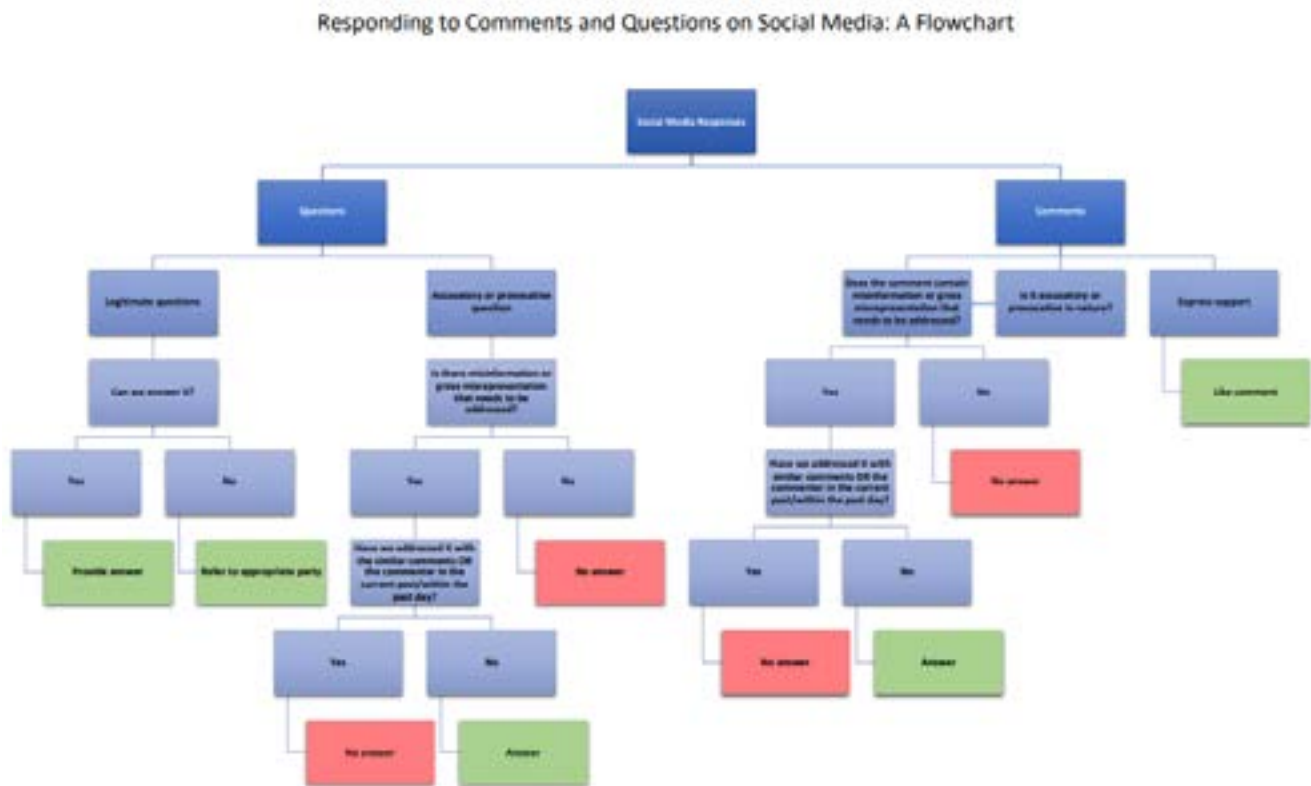 Responding to Comments and Questions on Social Media: A Flowchart
Social Media Responses
Questions
Comments
Legitimate questions
Accusatory or provocative
question
Does the comment contain
misinformation or gross
misrepresentation that
needs to be addressed?
Is it accusatory or
provocative in nature?
Express support
Can we answer it?
Is there misinformation or
gross misrepresentation
that needs to be
addressed?
Yes
No
Like comment
Yes
No
Yes
No
Have we addressed it with
similar comments OR the
commenter in the current
post/within the past day?
No answer
Provide answer
Refer to appropriate party
Have we addressed it with
the similar comments OR
the commenter in the
current post/within the
past day?
No answer
Yes
No
Yes
No
No answer
Answer
No answer
Answer